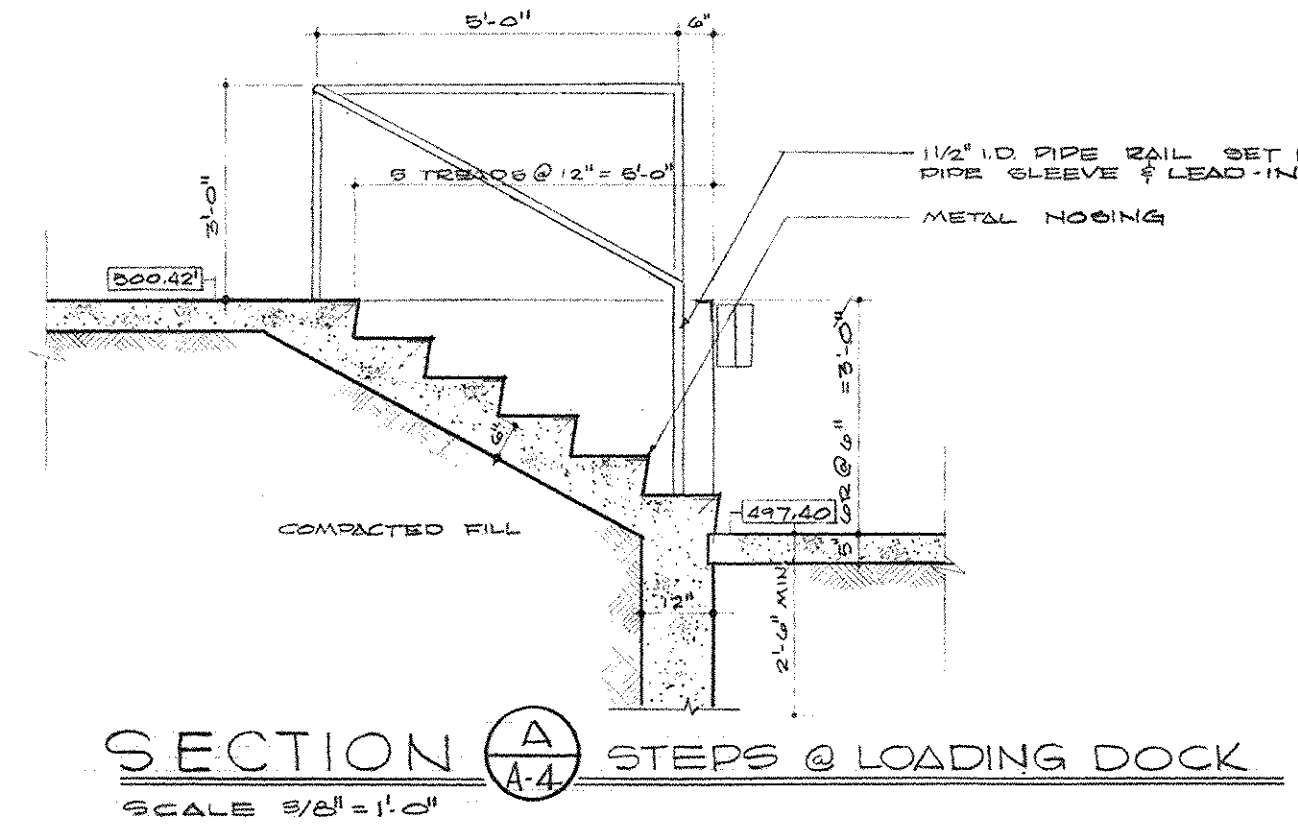 5'-0"
6"
1 1/2" I.D. PIPE RAIL SET
PIPE SLEEVE & LEAD-IN
5 TREADS @ 12" = 5'-0"
3'-0"
METAL NOSING
500.42'
= 3'-0"
@ 6"
6"
497.40
COMPACTED FILL
12"
2'-6" MIN
SECTION A STEPS @ LOADING DOCK
A-4
SCALE 3/8" = 1'-0"